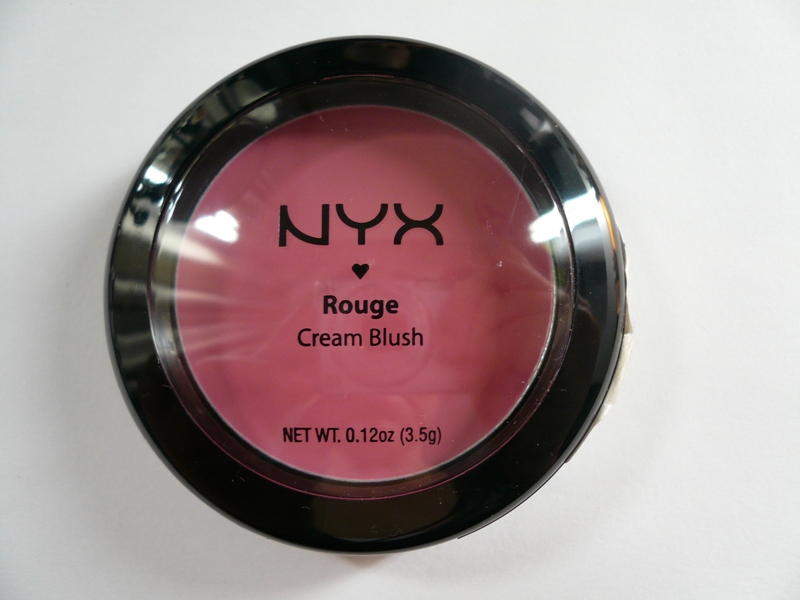 NYX
Rouge
Cream Blush
NET WT. 0.12oz (3.5g)